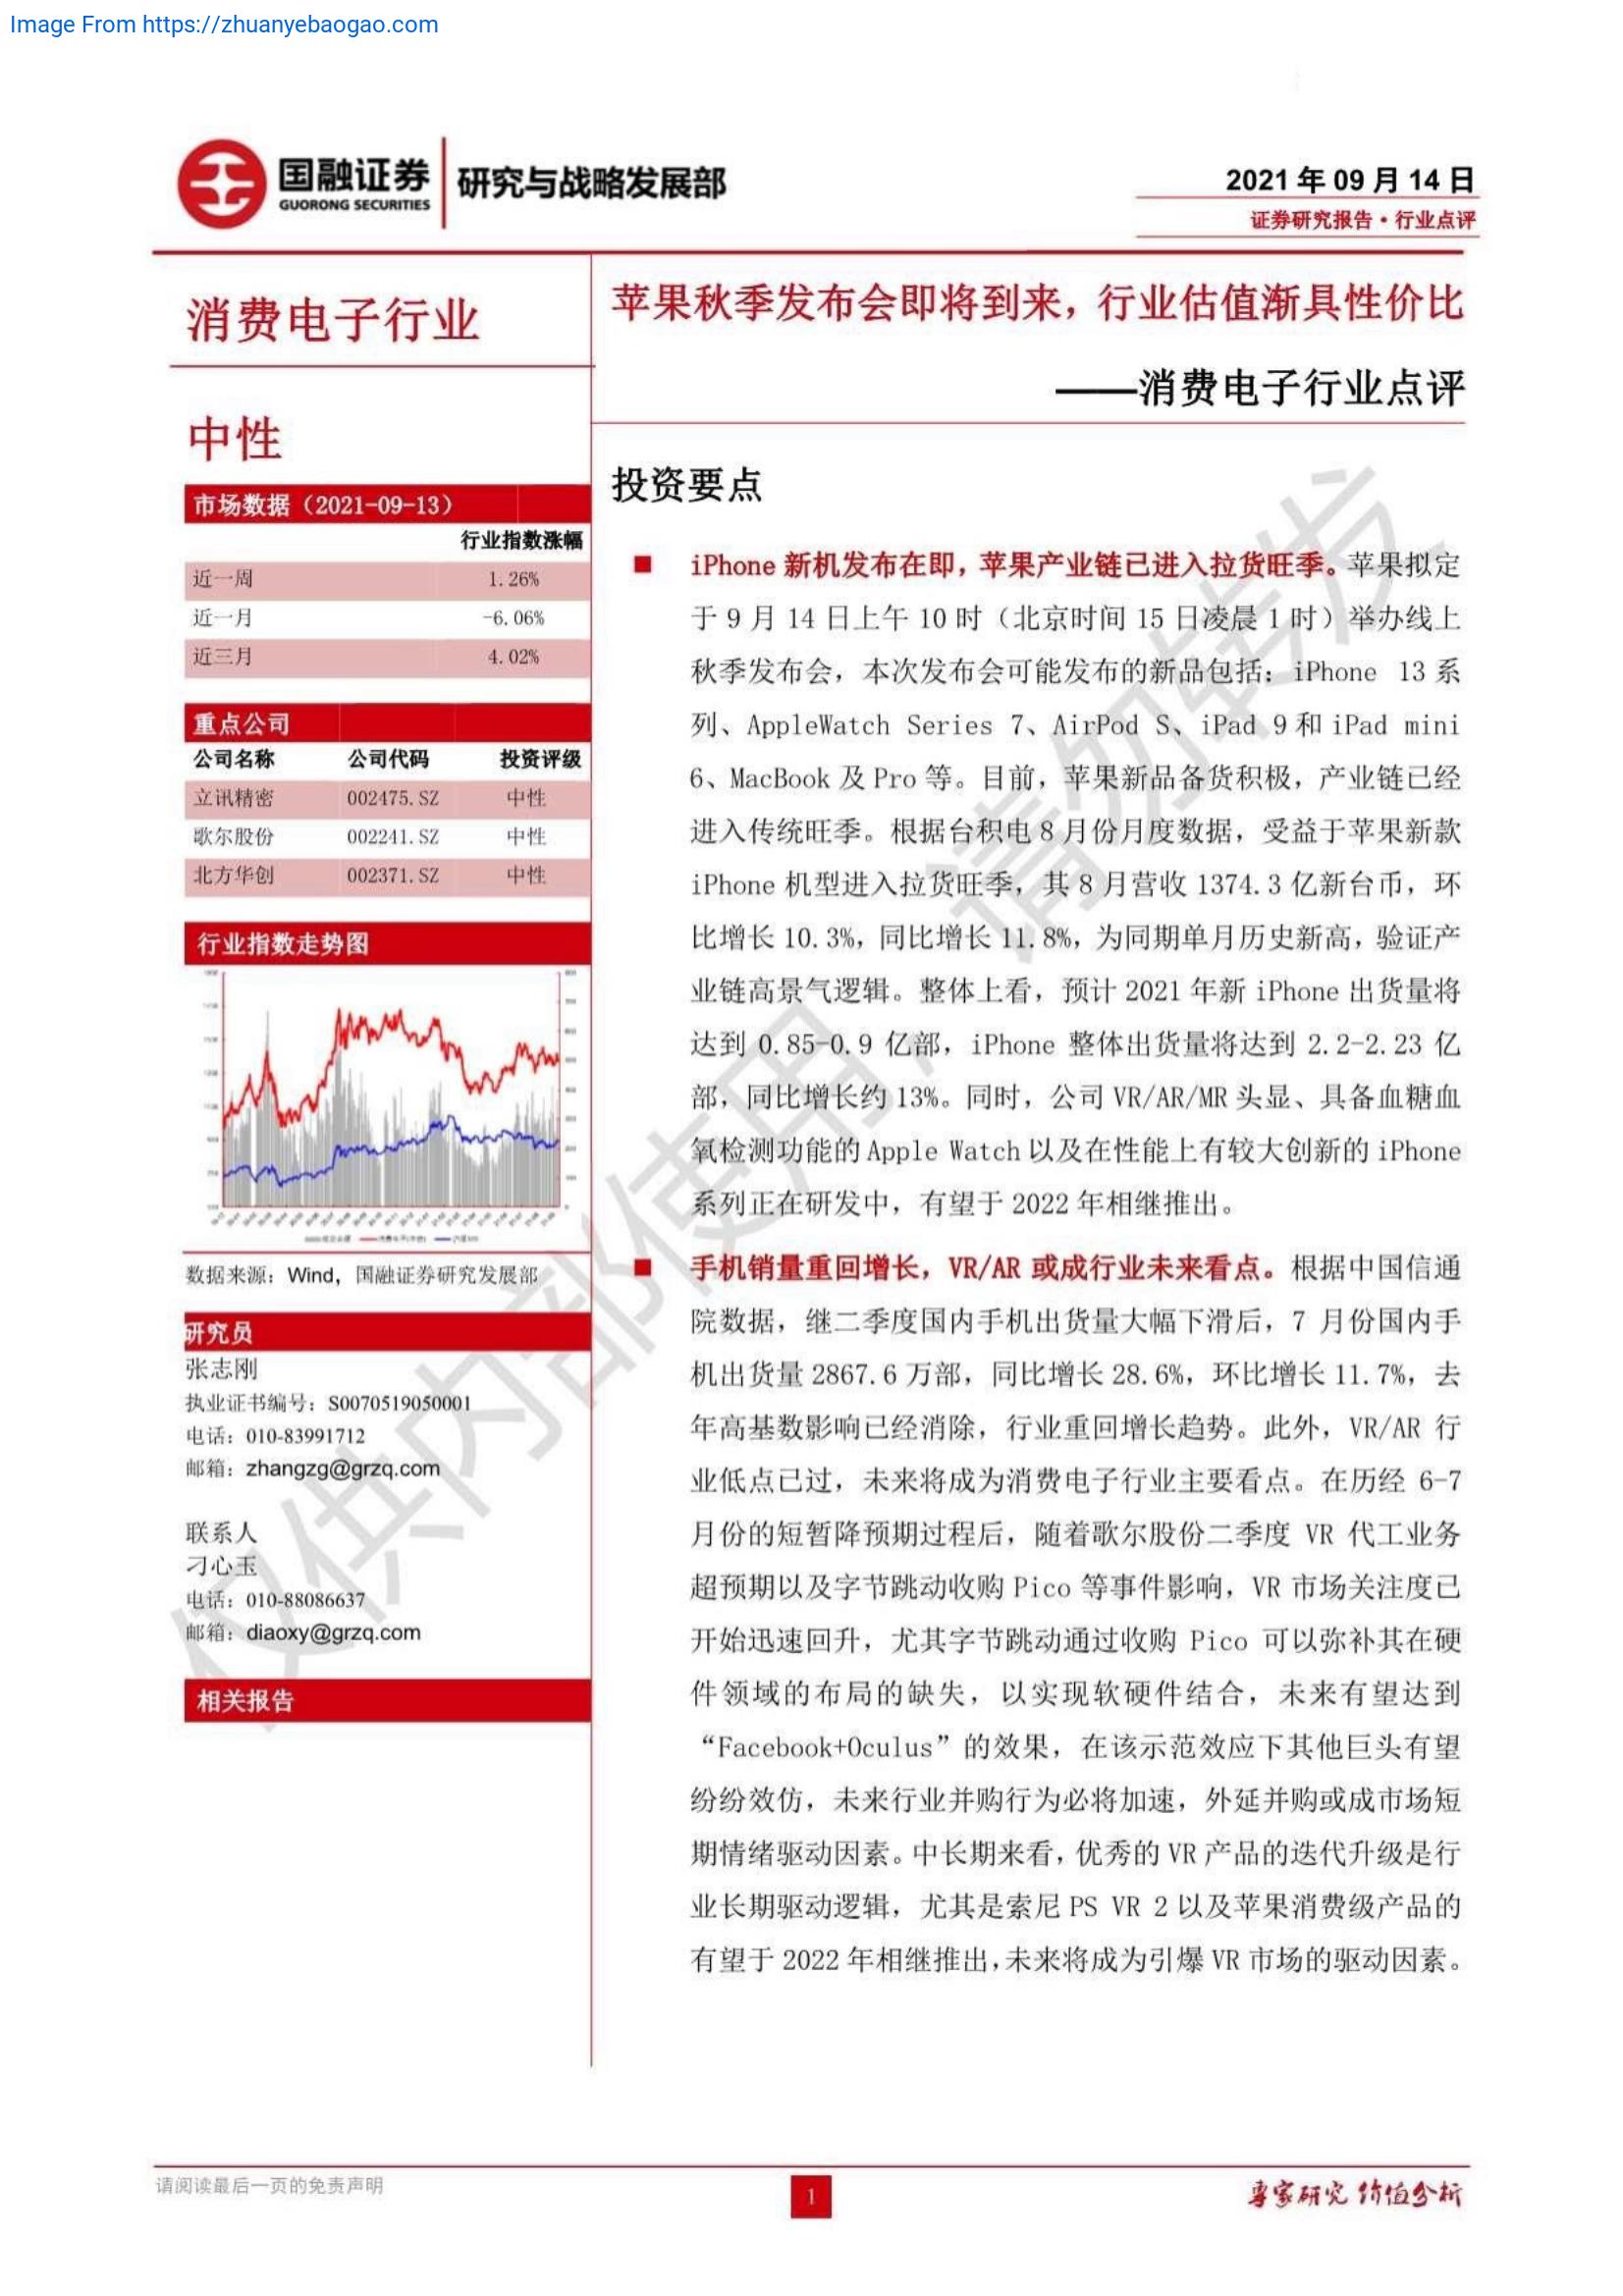 Image From https://zhuanyebaogao.com
国融证券
GUORONG SECURITIES
研究与战略发展部
2021 年 09 月 14 日
证券研究报告·行业点评
消费电子行业
中性
市场数据（2021-09-13）
行业指数涨幅
近一周 1.26%
近一月 -6.06%
近三月 4.02%
重点公司
公司名称 公司代码 投资评级
立讯精密 002475.SZ 中性
歌尔股份 002241.SZ 中性
北方华创 002371.SZ 中性
行业指数走势图
数据来源：Wind，国融证券研究发展部
研究员
张志刚
执业证书编号：S0070519050001
电话：010-83991712
邮箱：zhangzg@grzq.com
联系人
刁心玉
电话：010-88086637
邮箱：diaoxy@grzq.com
相关报告
苹果秋季发布会即将到来，行业估值渐具性价比
——消费电子行业点评
投资要点
■ iPhone 新机发布在即，苹果产业链已进入拉货旺季。苹果拟定
于 9 月 14 日上午 10 时（北京时间 15 日凌晨 1 时）举办线上
秋季发布会，本次发布会可能发布的新品包括：iPhone 13 系
列、AppleWatch Series 7、AirPod S、iPad 9 和 iPad mini
6、MacBook 及 Pro 等。目前，苹果新品备货积极，产业链已经
进入传统旺季。根据台积电 8 月份月度数据，受益于苹果新款
iPhone 机型进入拉货旺季，其 8 月营收 1374.3 亿新台币，环
比增长 10.3%，同比增长 11.8%，为同期单月历史新高，验证产
业链高景气逻辑。整体上看，预计 2021 年新 iPhone 出货量将
达到 0.85-0.9 亿部，iPhone 整体出货量将达到 2.2-2.23 亿
部，同比增长约 13%。同时，公司 VR/AR/MR 头显、具备血糖血
氧检测功能的 Apple Watch 以及在性能上有较大创新的 iPhone
系列正在研发中，有望于 2022 年相继推出。
■ 手机销量重回增长，VR/AR 或成行业未来看点。根据中国信通
院数据，继二季度国内手机出货量大幅下滑后，7 月份国内手
机出货量 2867.6 万部，同比增长 28.6%，环比增长 11.7%，去
年高基数影响已经消除，行业重回增长趋势。此外，VR/AR 行
业低点已过，未来将成为消费电子行业主要看点。在历经 6-7
月份的短暂降预期过程后，随着歌尔股份二季度 VR 代工业务
超预期以及字节跳动收购 Pico 等事件影响，VR 市场关注度已
开始迅速回升，尤其字节跳动通过收购 Pico 可以弥补其在硬
件领域的布局的缺失，以实现软硬件结合，未来有望达到
“Facebook+Oculus”的效果，在该示范效应下其他巨头有望
纷纷效仿，未来行业并购行为必将加速，外延并购或成市场短
期情绪驱动因素。中长期来看，优秀的 VR 产品的迭代升级是行
业长期驱动逻辑，尤其是索尼 PS VR 2 以及苹果消费级产品的
有望于 2022 年相继推出，未来将成为引爆 VR 市场的驱动因素。
仅供内部使用，请勿转发
请阅读最后一页的免责声明
1
专家研究 价值分析